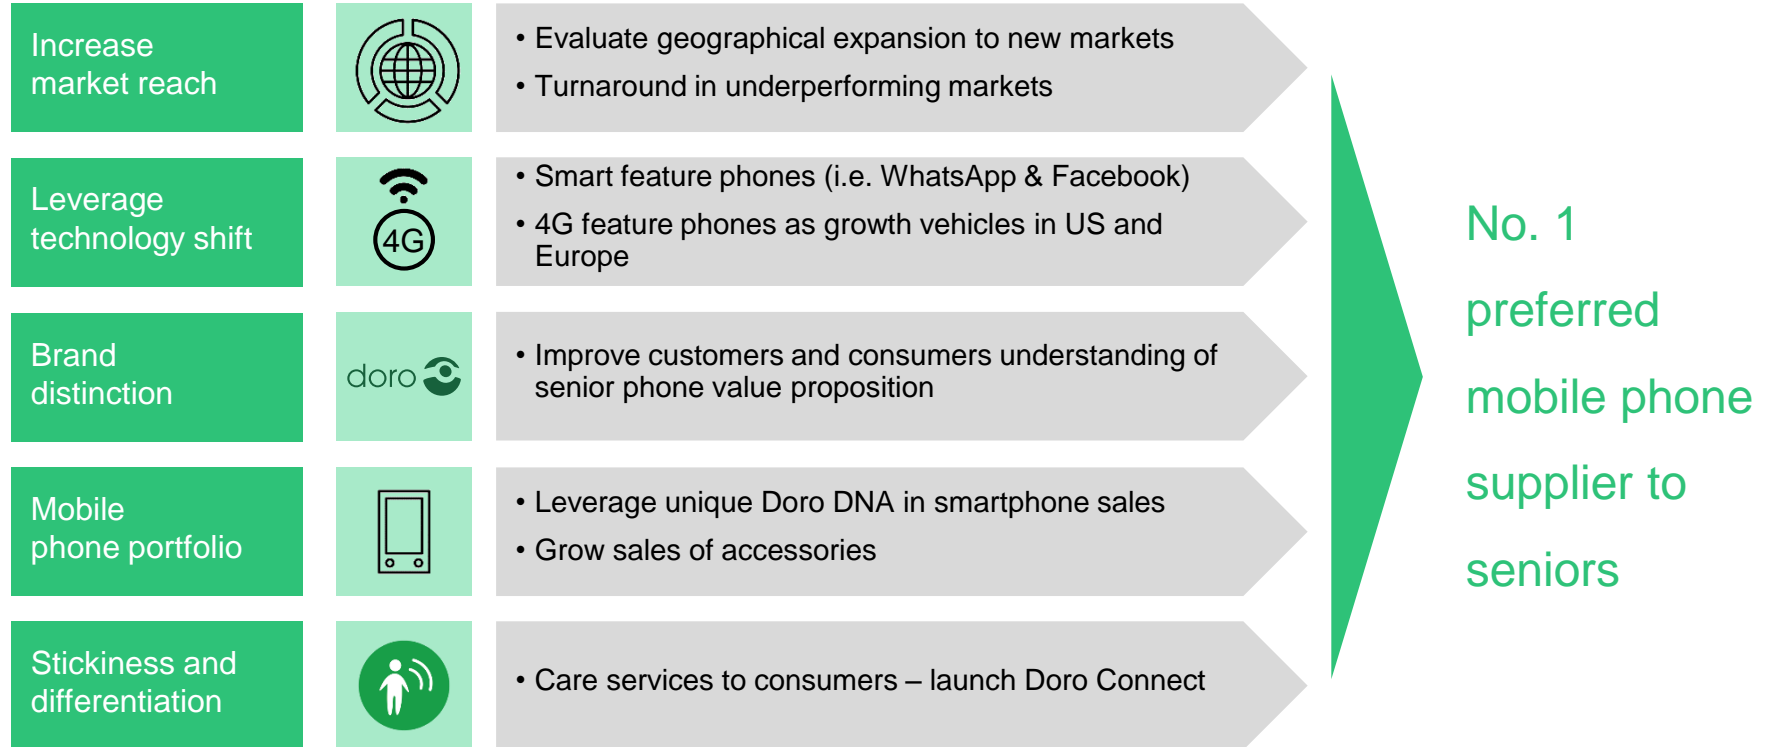 Increase
market reach
• Evaluate geographical expansion to new markets
• Turnaround in underperforming markets
Leverage
technology shift
4G
• Smart feature phones (i.e. WhatsApp & Facebook)
• 4G feature phones as growth vehicles in US and
Europe
Brand
distinction
doro
• Improve customers and consumers understanding of
senior phone value proposition
Mobile
phone portfolio
• Leverage unique Doro DNA in smartphone sales
• Grow sales of accessories
Stickiness and
differentiation
• Care services to consumers – launch Doro Connect
No. 1
preferred
mobile phone
supplier to
seniors